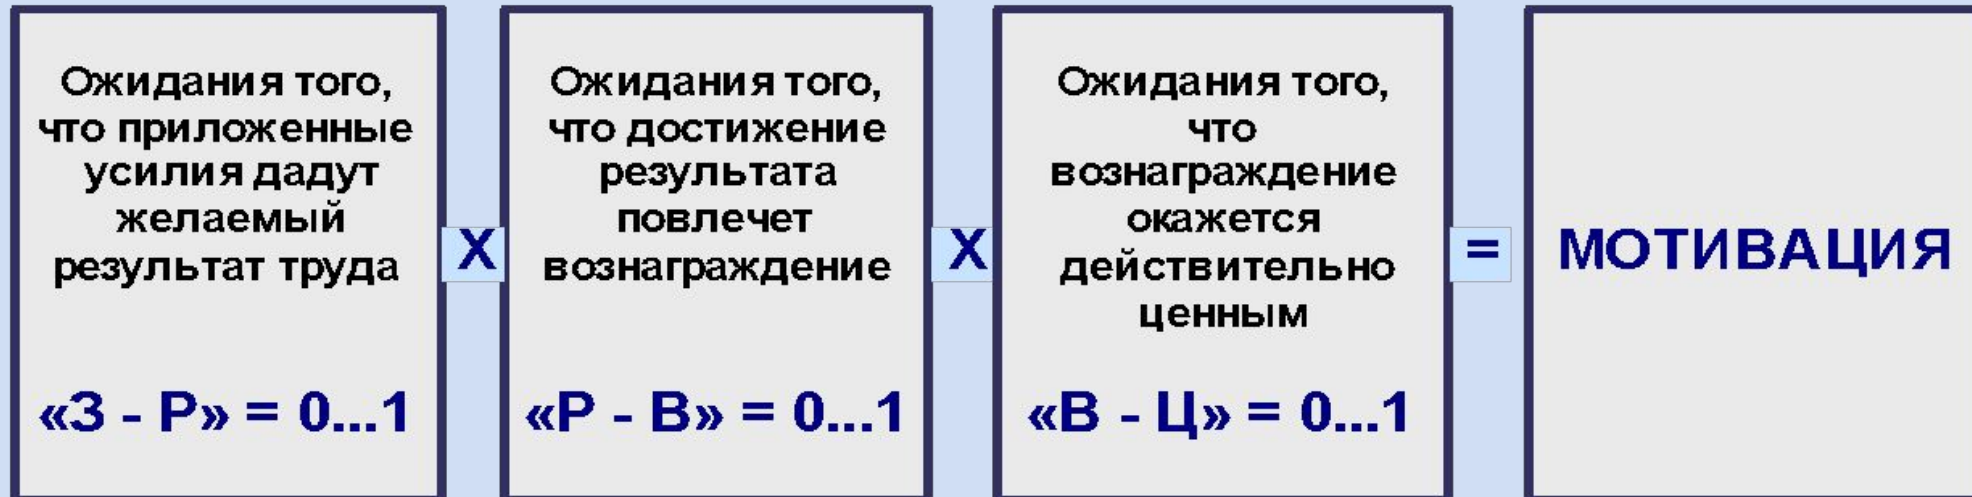 Ожидания того,
что приложенные
усилия дадут
желаемый
результат труда
«З - Р» = 0...1
Х
Ожидания того,
что достижение
результата
повлечет
вознаграждение
«Р - В» = 0...1
Х
Ожидания того,
что
вознаграждение
окажется
действительно
ценным
«В - Ц» = 0...1
=
МОТИВАЦИЯ